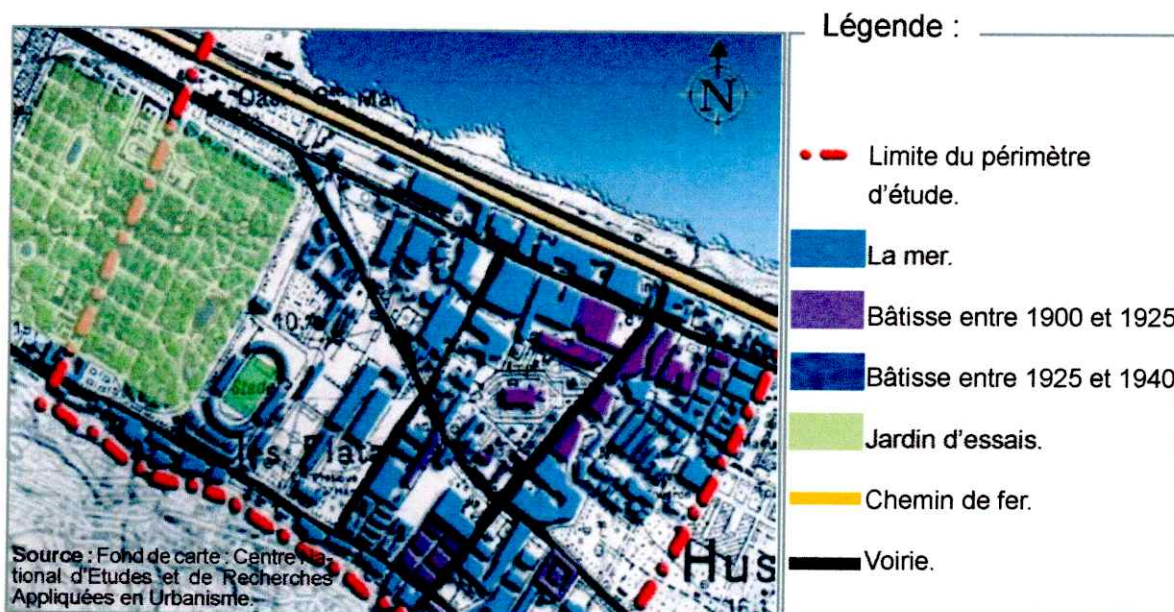 Légende :
N
Limite du périmètre
d'étude.
La mer.
Bâtisse entre 1900 et 1925
Bâtisse entre 1925 et 1940
Jardin d'essais.
Chemin de fer.
Voirie.
Stade
les Plata
Hus
Source : Fond de carte : Centre Na-
tional d'Etudes et de Recherches
Appliquées en Urbanisme.